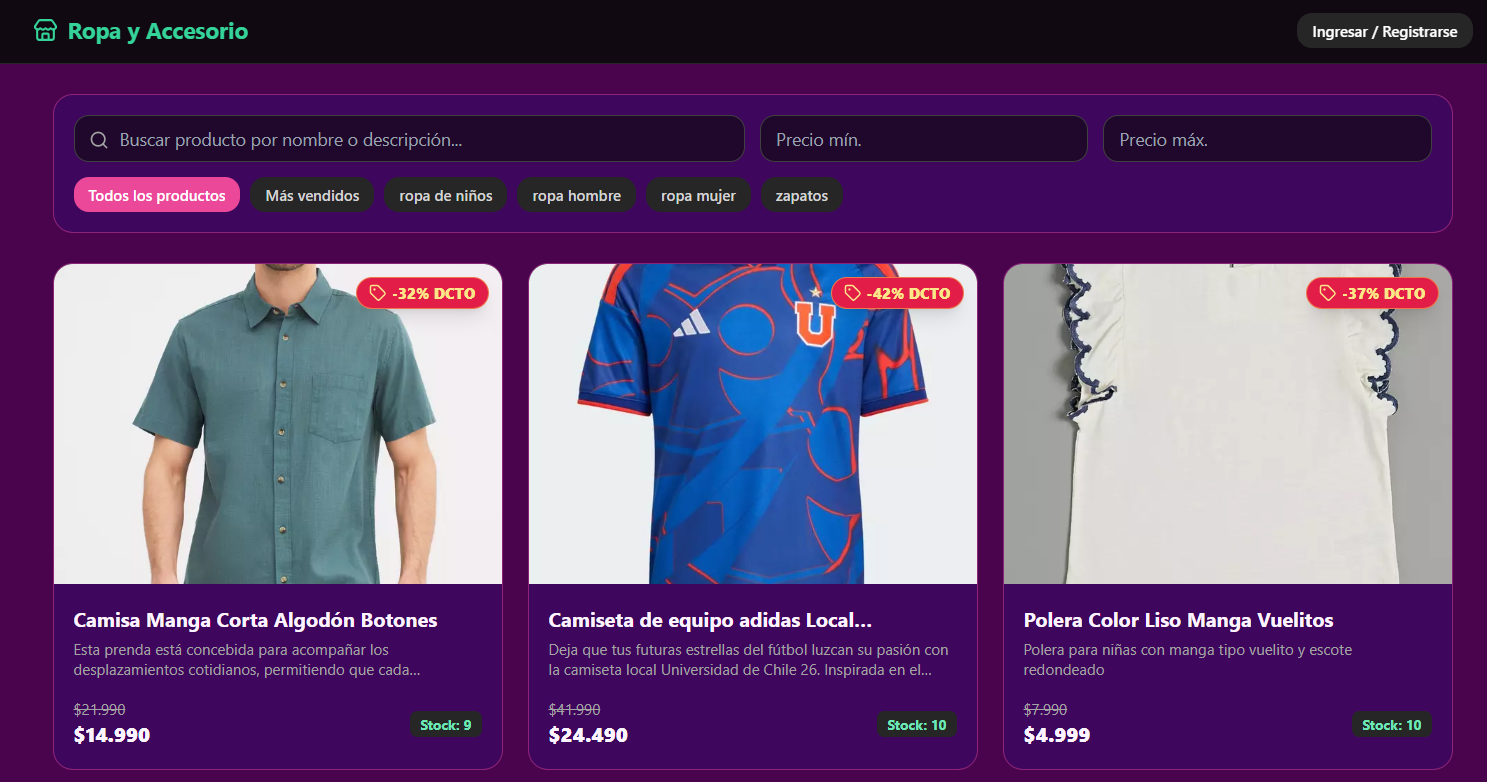 Ropa y Accesorio
Ingresar / Registrarse
Buscar producto por nombre o descripción...
Precio mín.
Precio máx.
Todos los productos
Más vendidos
ropa de niños
ropa hombre
ropa mujer
zapatos
-32% DCTO
-42% DCTO
-37% DCTO
U
Camisa Manga Corta Algodón Botones
Esta prenda está concebida para acompañar los
desplazamientos cotidianos, permitiendo que cada...
$21.990
$14.990
Stock: 9
Camiseta de equipo adidas Local...
Deja que tus futuras estrellas del fútbol luzcan su pasión con
la camiseta local Universidad de Chile 26. Inspirada en el...
$41.990
$24.490
Stock: 10
Polera Color Liso Manga Vuelitos
Polera para niñas con manga tipo vuelito y escote
redondeado
$7.990
$4.999
Stock: 10